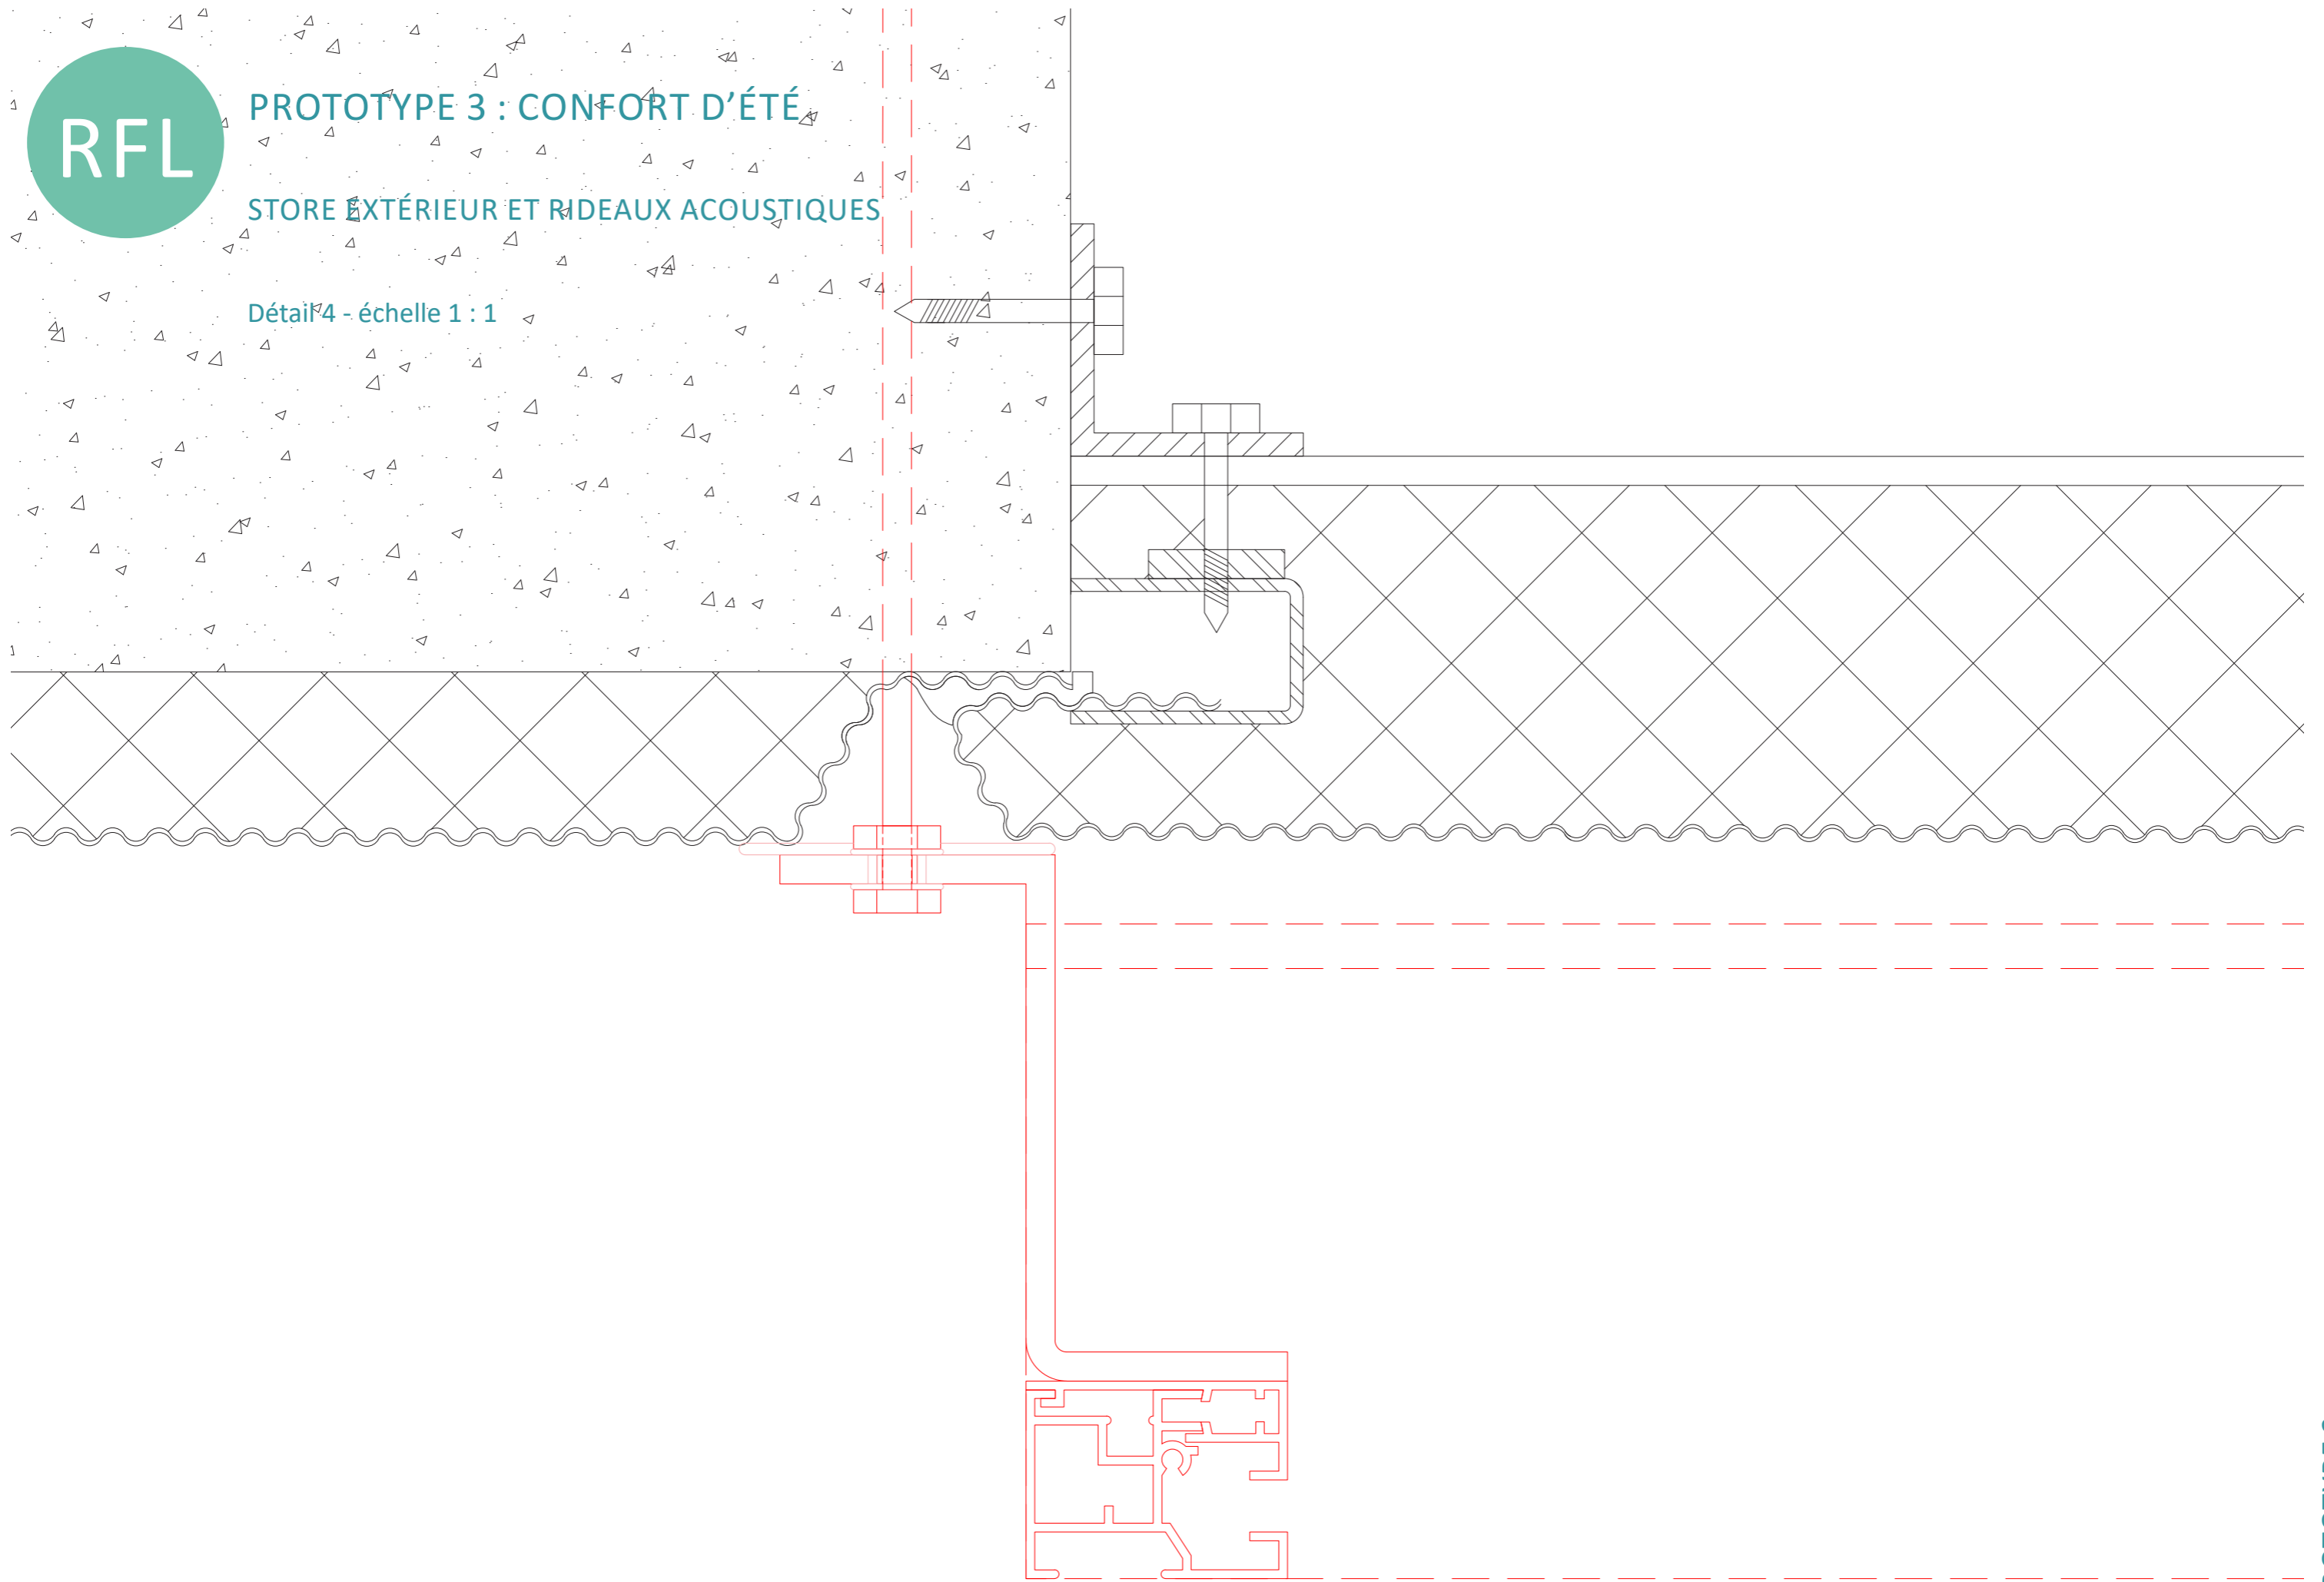 RFL
PROTOTYPE 3 : CONFORT D'ÉTÉ
STORE EXTÉRIEUR ET RIDEAUX ACOUSTIQUES
Détail 4 - échelle 1 : 1